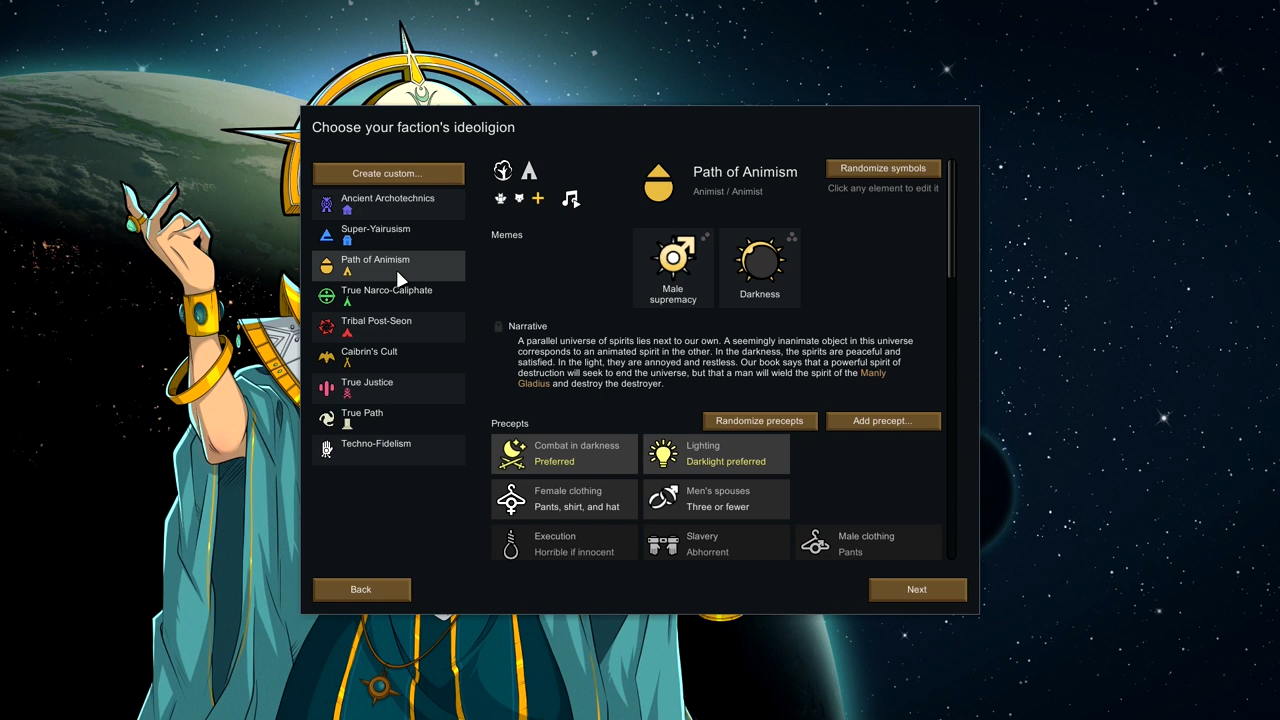 Choose your faction's ideoligion
Create custom...
Ancient Archotechnics
Super-Yairusism
Path of Animism
True Narco-Caliphate
Tribal Post-Seon
Caibrin's Cult
True Justice
True Path
Techno-Fidelism
Path of Animism
Animist / Animist
Randomize symbols
Click any element to edit it
Memes
Male
supremacy
Darkness
Narrative
A parallel universe of spirits lies next to our own. A seemingly inanimate object in this universe
corresponds to an animated spirit in the other. In the darkness, the spirits are peaceful and
satisfied. In the light, they are annoyed and restless. Our book says that a powerful spirit of
destruction will seek to end the universe, but that a man will wield the spirit of the Manly
Gladius and destroy the destroyer.
Precepts
Randomize precepts
Add precept...
Combat in darkness
Preferred
Lighting
Darklight preferred
Female clothing
Pants, shirt, and hat
Men's spouses
Three or fewer
Execution
Horrible if innocent
Slavery
Abhorrent
Male clothing
Pants
Back
Next